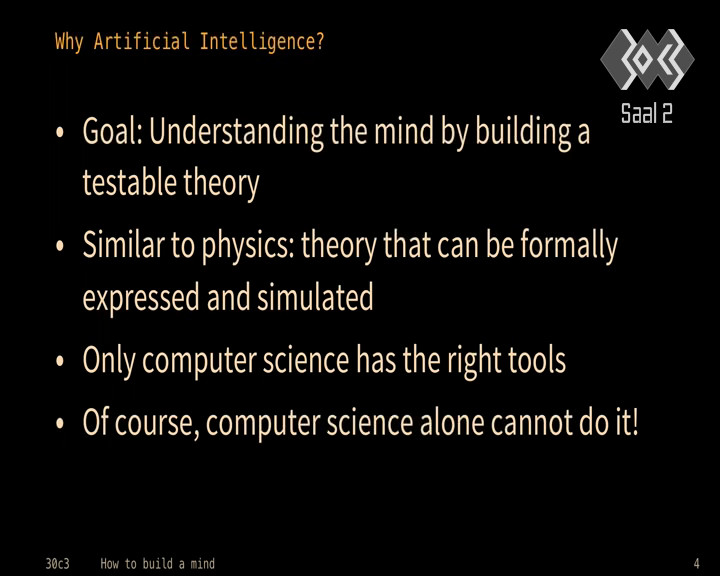 Why Artificial Intelligence?
30c3
Saal 2
• Goal: Understanding the mind by building a
testable theory
• Similar to physics: theory that can be formally
expressed and simulated
• Only computer science has the right tools
• Of course, computer science alone cannot do it!
30c3 How to build a mind 4